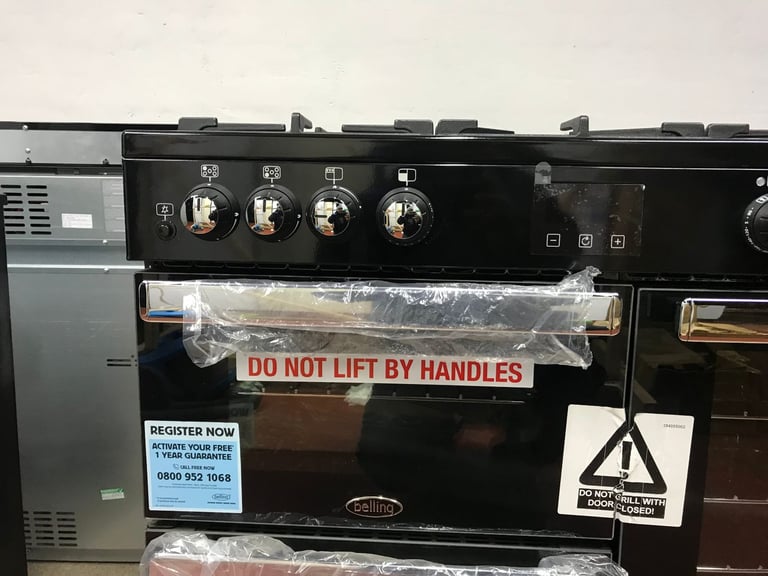 DO NOT LIFT BY HANDLES
REGISTER NOW
ACTIVATE YOUR FREE
1 YEAR GUARANTEE
CALL FREE NOW
0800 952 1068
belling
belling
DO NOT GRILL WITH
DOOR CLOSED!